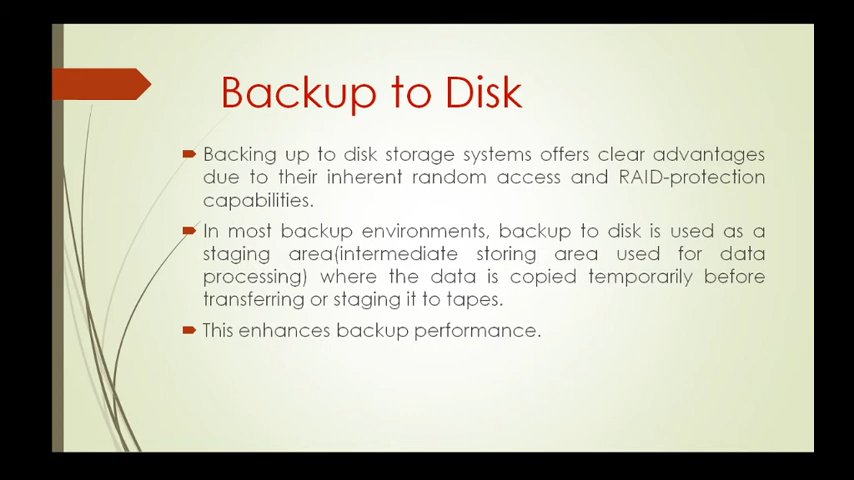 Backup to Disk
Backing up to disk storage systems offers clear advantages
due to their inherent random access and RAID-protection
capabilities.
In most backup environments, backup to disk is used as a
staging area(intermediate storing area used for data
processing) where the data is copied temporarily before
transferring or staging it to tapes.
This enhances backup performance.